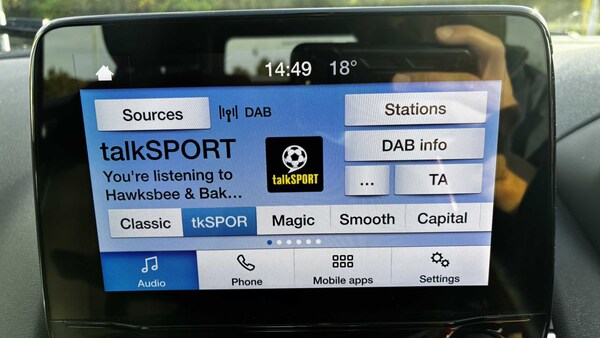 14:49 18°
Sources
DAB
Stations
talkSPORT
DAB info
You're listening to
Hawksbee & Bak...
talkSPORT
...
TA
Classic
tkSPOR
Magic
Smooth
Capital
Audio
Phone
Mobile apps
Settings